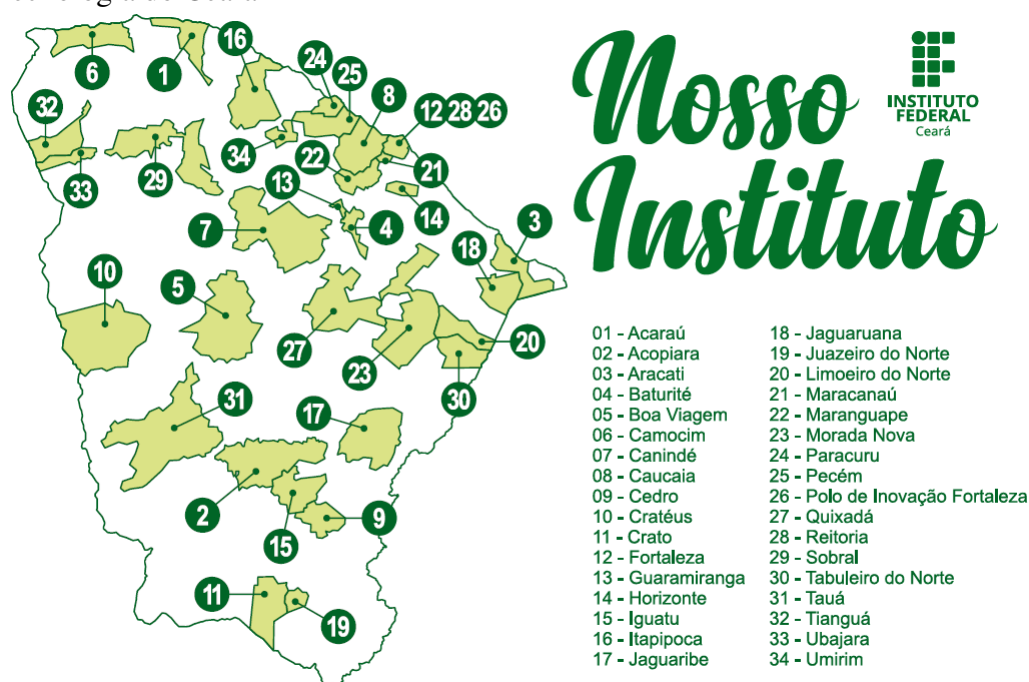 6
1
16
24
25
8
12 28 26
32
34
22
21
33
29
13
14
7
4
3
18
10
5
27
23
20
30
31
17
2
15
9
11
19
Nosso
Instituto
INSTITUTO
FEDERAL
Ceará
01 - Acaraú
02 - Acopiara
03 - Aracati
04 - Baturité
05 - Boa Viagem
06 - Camocim
07 - Canindé
08 - Caucaia
09 - Cedro
10 - Cratéus
11 - Crato
12 - Fortaleza
13 - Guaramiranga
14 - Horizonte
15 - Iguatu
16 - Itapipoca
17 - Jaguaribe
18 - Jaguaruana
19 - Juazeiro do Norte
20 - Limoeiro do Norte
21 - Maracanaú
22 - Maranguape
23 - Morada Nova
24 - Paracuru
25 - Pecém
26 - Polo de Inovação Fortaleza
27 - Quixadá
28 - Reitoria
29 - Sobral
30 - Tabuleiro do Norte
31 - Tauá
32 - Tianguá
33 - Ubajara
34 - Umirim